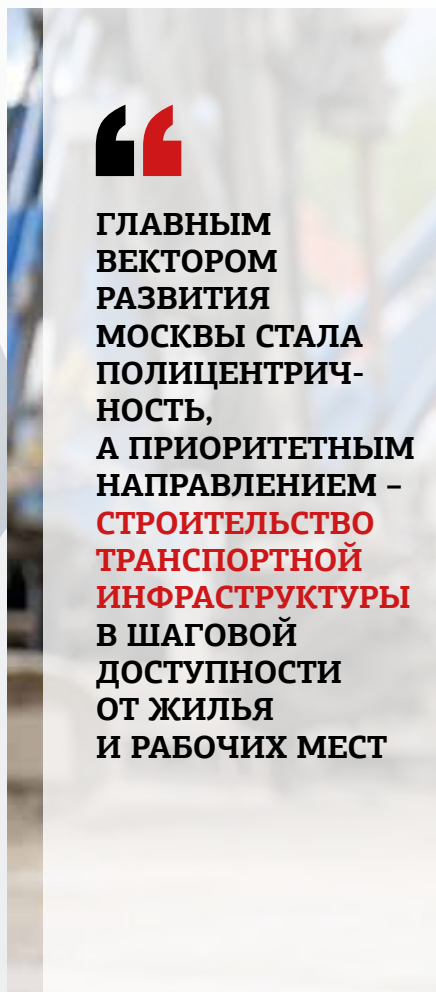 ГЛАВНЫМ
ВЕКТОРОМ
РАЗВИТИЯ
МОСКВЫ СТАЛА
ПОЛИЦЕНТРИЧ-
НОСТЬ,
А ПРИОРИТЕТНЫМ
НАПРАВЛЕНИЕМ –
СТРОИТЕЛЬСТВО
ТРАНСПОРТНОЙ
ИНФРАСТРУКТУРЫ
В ШАГОВОЙ
ДОСТУПНОСТИ
ОТ ЖИЛЬЯ
И РАБОЧИХ МЕСТ